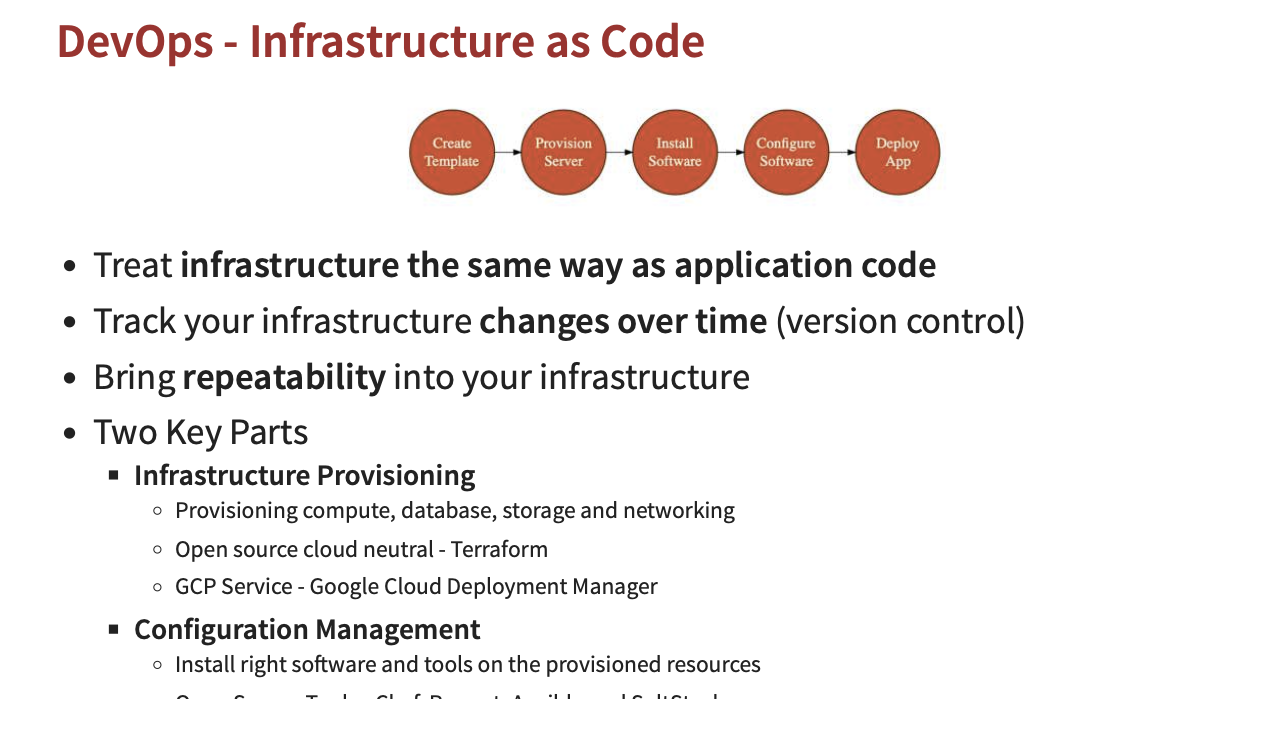 DevOps - Infrastructure as Code
Create
Template
Provision
Server
Install
Software
Configure
Software
Deploy
App
• Treat infrastructure the same way as application code
• Track your infrastructure changes over time (version control)
• Bring repeatability into your infrastructure
• Two Key Parts
▪ Infrastructure Provisioning
○ Provisioning compute, database, storage and networking
○ Open source cloud neutral - Terraform
○ GCP Service - Google Cloud Deployment Manager
▪ Configuration Management
○ Install right software and tools on the provisioned resources